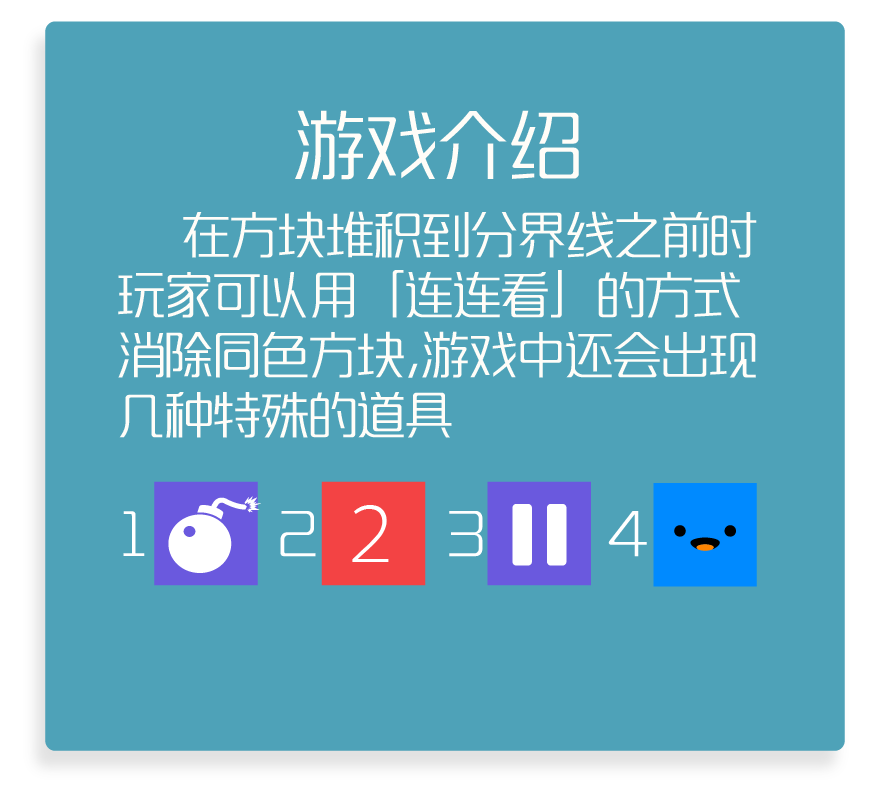 游戏介绍
在方块堆积到分界线之前时
玩家可以用「连连看」的方式
消除同色方块,游戏中还会出现
几种特殊的道具
1 2 2 3 4